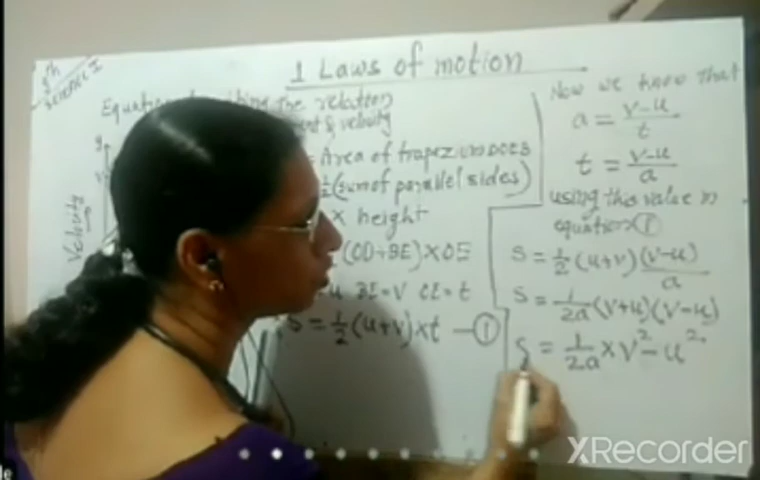 9th
SCIENCE I
1 Laws of motion
Equation describing the relation
& velocity
Velocity
Area of trapezium DOEB
1/2 (sum of parallel sides)
× height
(OD+BE)×OE
u BE=V OE=t
S = 1/2 (u+v)×t —①
Now we know that
a = v-u/t
t = v-u/a
using this value in
equation ①
S = 1/2 (u+v) (v-u)/a
S = 1/2a (v+u)(v-u)
S = 1/2a × v² - u²
XRecorder